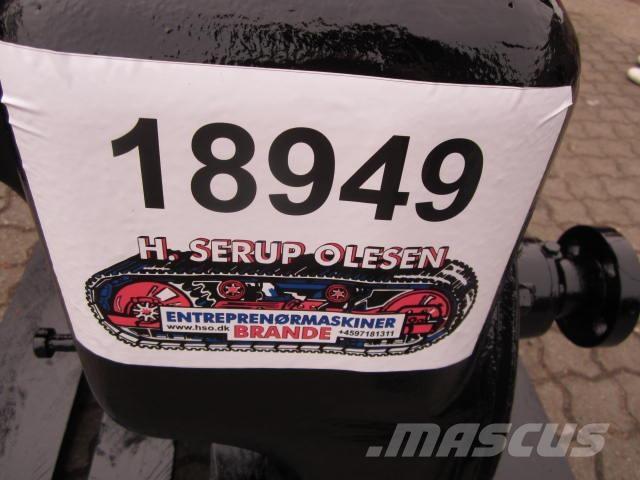 18949
H. SERUP OLESEN
ENTREPRENØRMASKINER
www.hso.dk BRANDE +4597181311
MASCUS